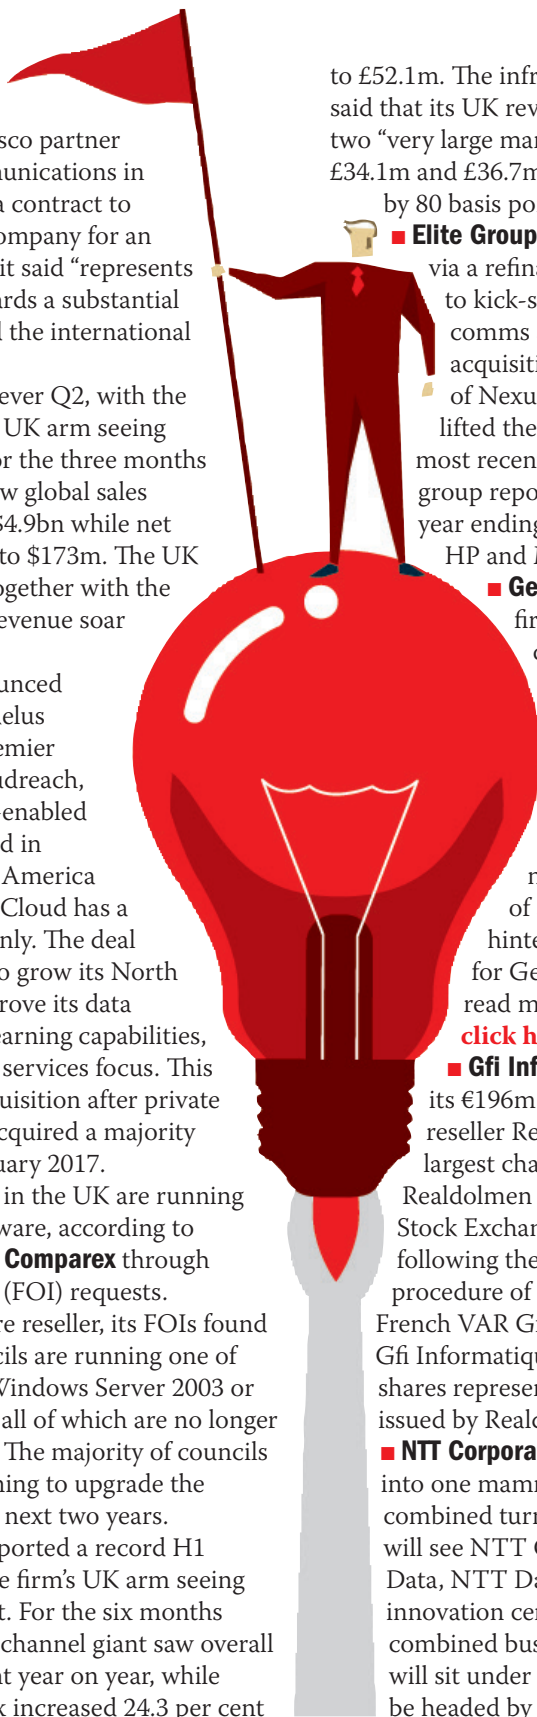 sco partner
munications in
a contract to
ompany for an
it said “represents
ards a substantial
d the international
ever Q2, with the
UK arm seeing
or the three months
w global sales
$4.9bn while net
to $173m. The UK
ogether with the
evenue soar
unced
elus
emier
udreach,
-enabled
d in
America
Cloud has a
nly. The deal
o grow its North
prove its data
earning capabilities,
services focus. This
quisition after private
cquired a majority
uary 2017.
in the UK are running
ware, according to
Comparex through
(FOI) requests.
re reseller, its FOIs found
cils are running one of
Windows Server 2003 or
all of which are no longer
The majority of councils
ning to upgrade the
next two years.
ported a record H1
e firm’s UK arm seeing
t. For the six months
channel giant saw overall
nt year on year, while
x increased 24.3 per cent
to £52.1m. The infr
said that its UK rev
two “very large man
£34.1m and £36.7m
by 80 basis po
■ Elite Group
via a refina
to kick-s
comms
acquisiti
of Nexu
lifted the
most recen
group repo
year ending
HP and M
■ Ge
fir
c
n
of
hinte
for Ge
read m
click h
■ Gfi Inf
its €196m
reseller Re
largest cha
Realdolmen
Stock Exchan
following the
procedure of
French VAR G
Gfi Informatiqu
shares represen
issued by Reald
■ NTT Corpora
into one mamm
combined turn
will see NTT C
Data, NTT Da
innovation cen
combined bus
will sit under
be headed by